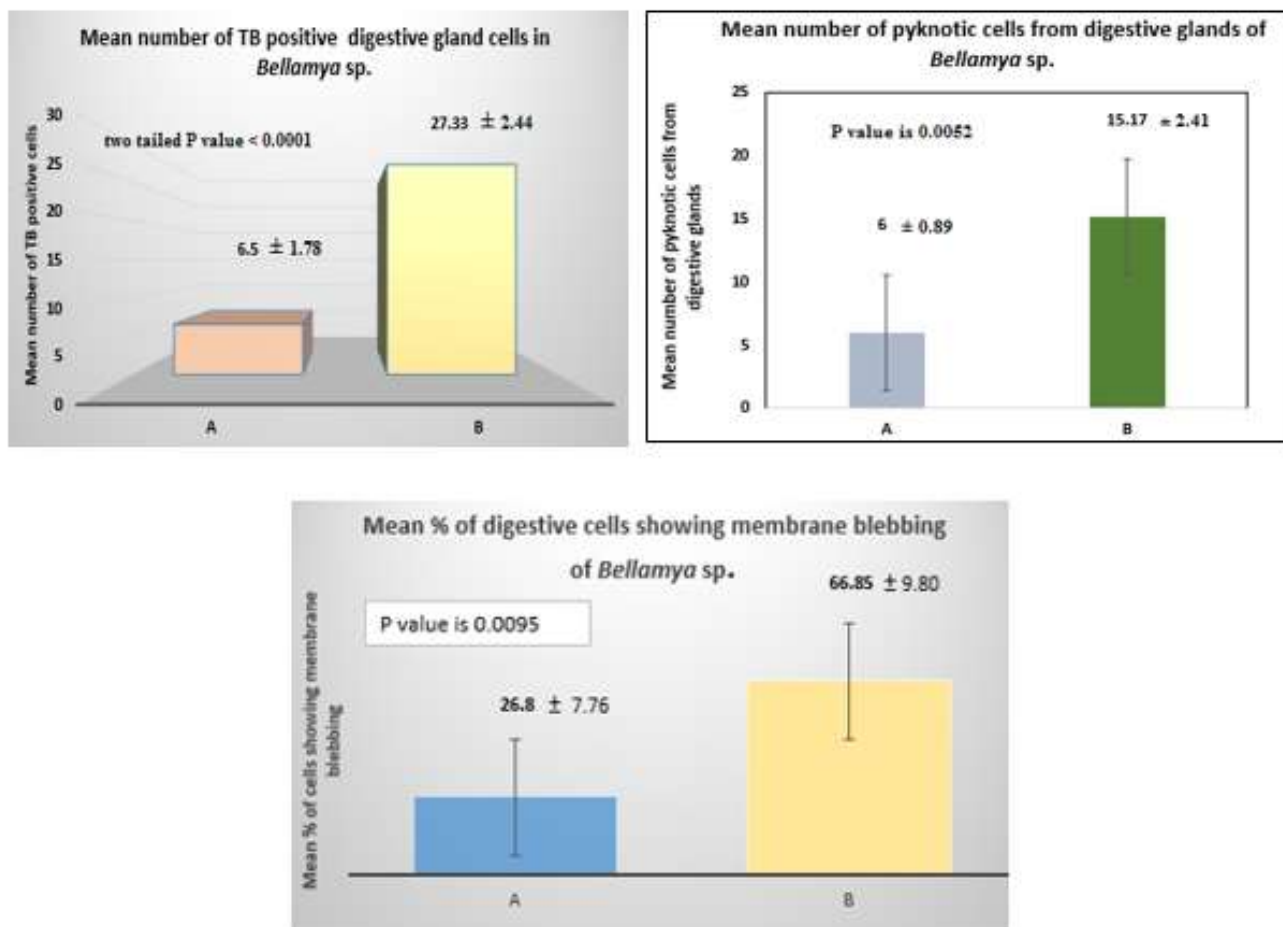 Mean number of TB positive digestive gland cells in
Bellamya sp.
Mean number of TB positive cells
30
25
20
15
10
5
0
two tailed P value < 0.0001
27.33 ± 2.44
6.5 ± 1.78
A B
Mean number of pyknotic cells from digestive glands of
Bellamya sp.
Mean number of pyknotic cells from
digestive glands
25
20
15
10
5
0
P value is 0.0052
15.17 = 2.41
6 ± 0.89
A B
Mean % of digestive cells showing membrane blebbing
of Bellamya sp.
Mean % of cells showing membrane
blebbing
66.85 ± 9.80
P value is 0.0095
26.8 ± 7.76
A B